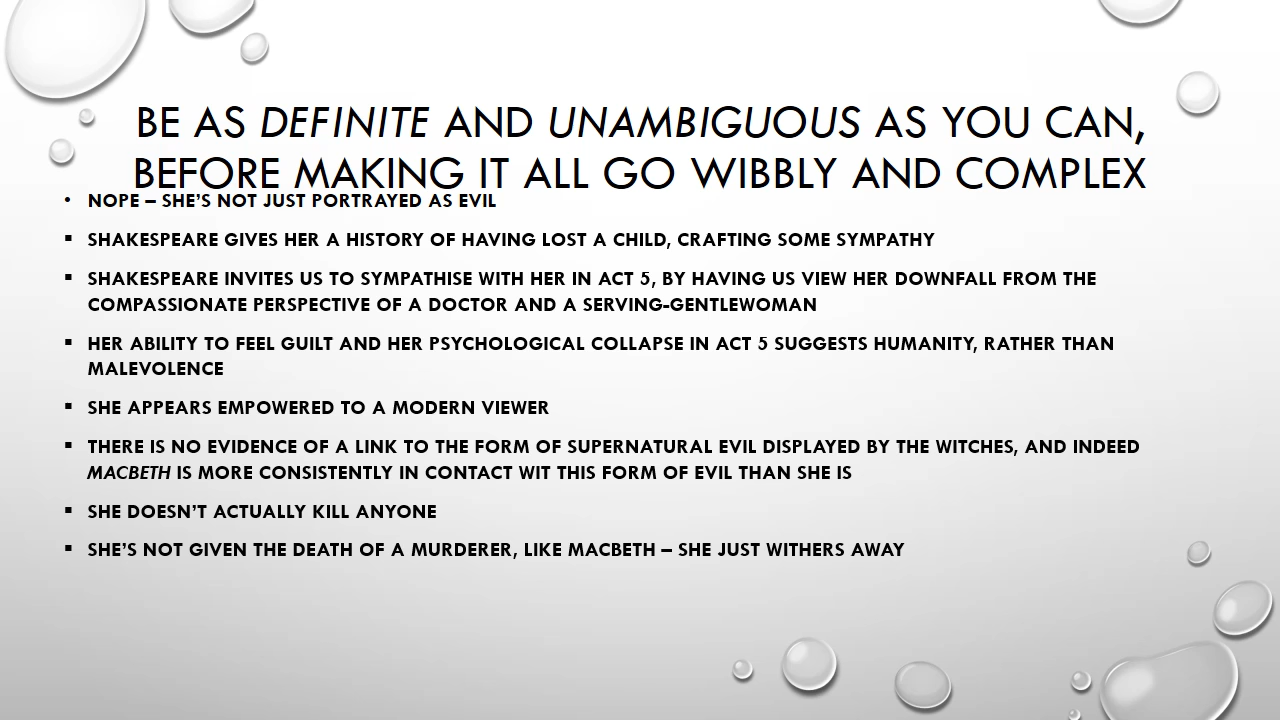 BE AS DEFINITE AND UNAMBIGUOUS AS YOU CAN,
BEFORE MAKING IT ALL GO WIBBLY AND COMPLEX
• NOPE – SHE'S NOT JUST PORTRAYED AS EVIL
▪ SHAKESPEARE GIVES HER A HISTORY OF HAVING LOST A CHILD, CRAFTING SOME SYMPATHY
▪ SHAKESPEARE INVITES US TO SYMPATHISE WITH HER IN ACT 5, BY HAVING US VIEW HER DOWNFALL FROM THE
COMPASSIONATE PERSPECTIVE OF A DOCTOR AND A SERVING-GENTLEWOMAN
▪ HER ABILITY TO FEEL GUILT AND HER PSYCHOLOGICAL COLLAPSE IN ACT 5 SUGGESTS HUMANITY, RATHER THAN
MALEVOLENCE
▪ SHE APPEARS EMPOWERED TO A MODERN VIEWER
▪ THERE IS NO EVIDENCE OF A LINK TO THE FORM OF SUPERNATURAL EVIL DISPLAYED BY THE WITCHES, AND INDEED
MACBETH IS MORE CONSISTENTLY IN CONTACT WIT THIS FORM OF EVIL THAN SHE IS
▪ SHE DOESN'T ACTUALLY KILL ANYONE
▪ SHE'S NOT GIVEN THE DEATH OF A MURDERER, LIKE MACBETH – SHE JUST WITHERS AWAY